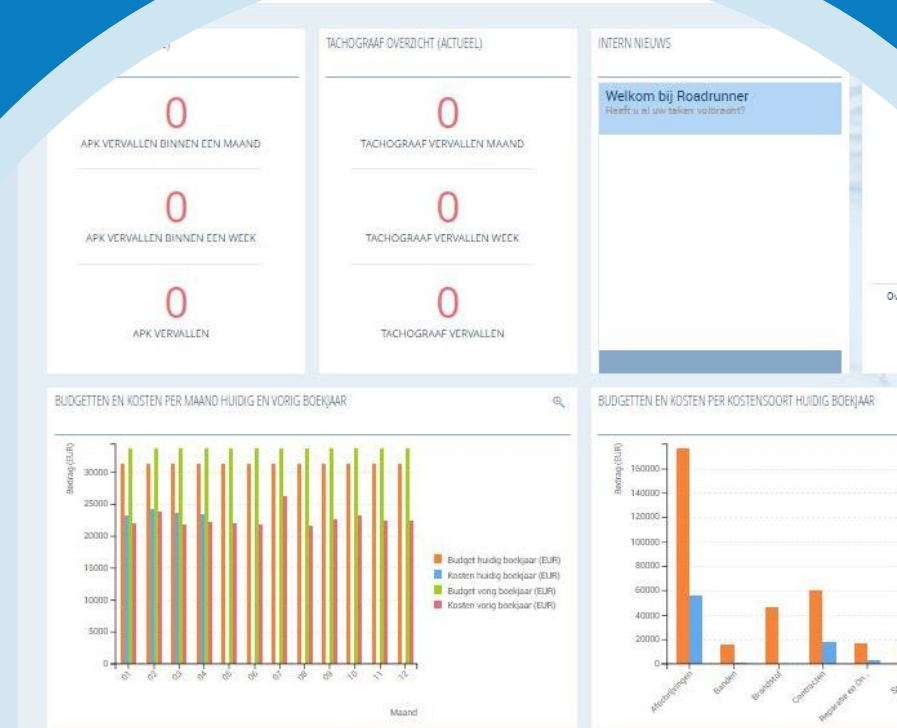 TACHOGRAAF OVERZICHT (ACTUEEL)
INTERN NIEUWS
0
APK VERVALLEN BINNEN EEN MAAND
0
APK VERVALLEN BINNEN EEN WEEK
0
APK VERVALLEN
0
TACHOGRAAF VERVALLEN MAAND
0
TACHOGRAAF VERVALLEN WEEK
0
TACHOGRAAF VERVALLEN
Welkom bij Roadrunner
Heeft u al uw taken volbracht?
BUDGETTEN EN KOSTEN PER MAAND HUIDIG EN VORIG BOEKJAAR
Bedrag (EUR)
30000
25000
20000
15000
10000
5000
0
01 02 03 04 05 06 07 08 09 10 11 12
Maand
Budget huidig boekjaar (EUR)
Kosten huidig boekjaar (EUR)
Budget vorig boekjaar (EUR)
Kosten vorig boekjaar (EUR)
BUDGETTEN EN KOSTEN PER KOSTENSOORT HUIDIG BOEKJAAR
Bedrag (EUR)
160000
140000
120000
100000
80000
60000
40000
20000
0
Afschrijvingen
Banden
Brandstof
Contracten
Reparatie en On...